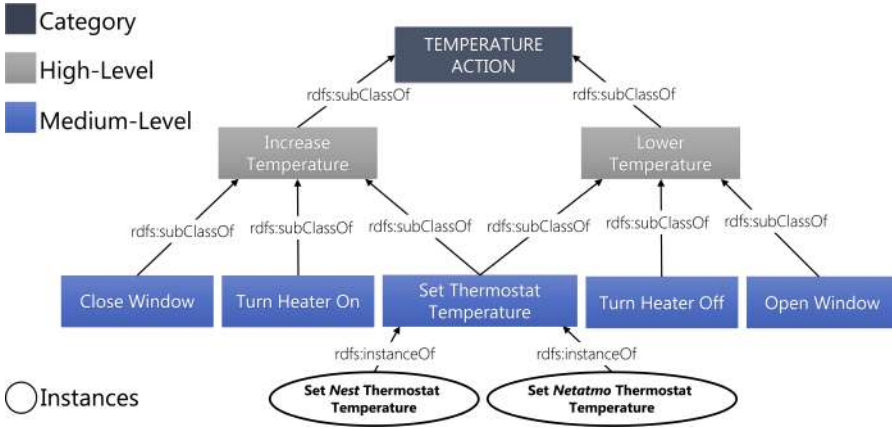 Category
High-Level
Medium-Level
TEMPERATURE
ACTION
rdfs:subClassOf
rdfs:subClassOf
Increase
Temperature
Lower
Temperature
rdfs:subClassOf
rdfs:subClassOf
rdfs:subClassOf
rdfs:subClassOf
rdfs:subClassOf
rdfs:subClassOf
Close Window
Turn Heater On
Set Thermostat
Temperature
Turn Heater Off
Open Window
rdfs:instanceOf
rdfs:instanceOf
Instances
Set Nest Thermostat
Temperature
Set Netatmo Thermostat
Temperature